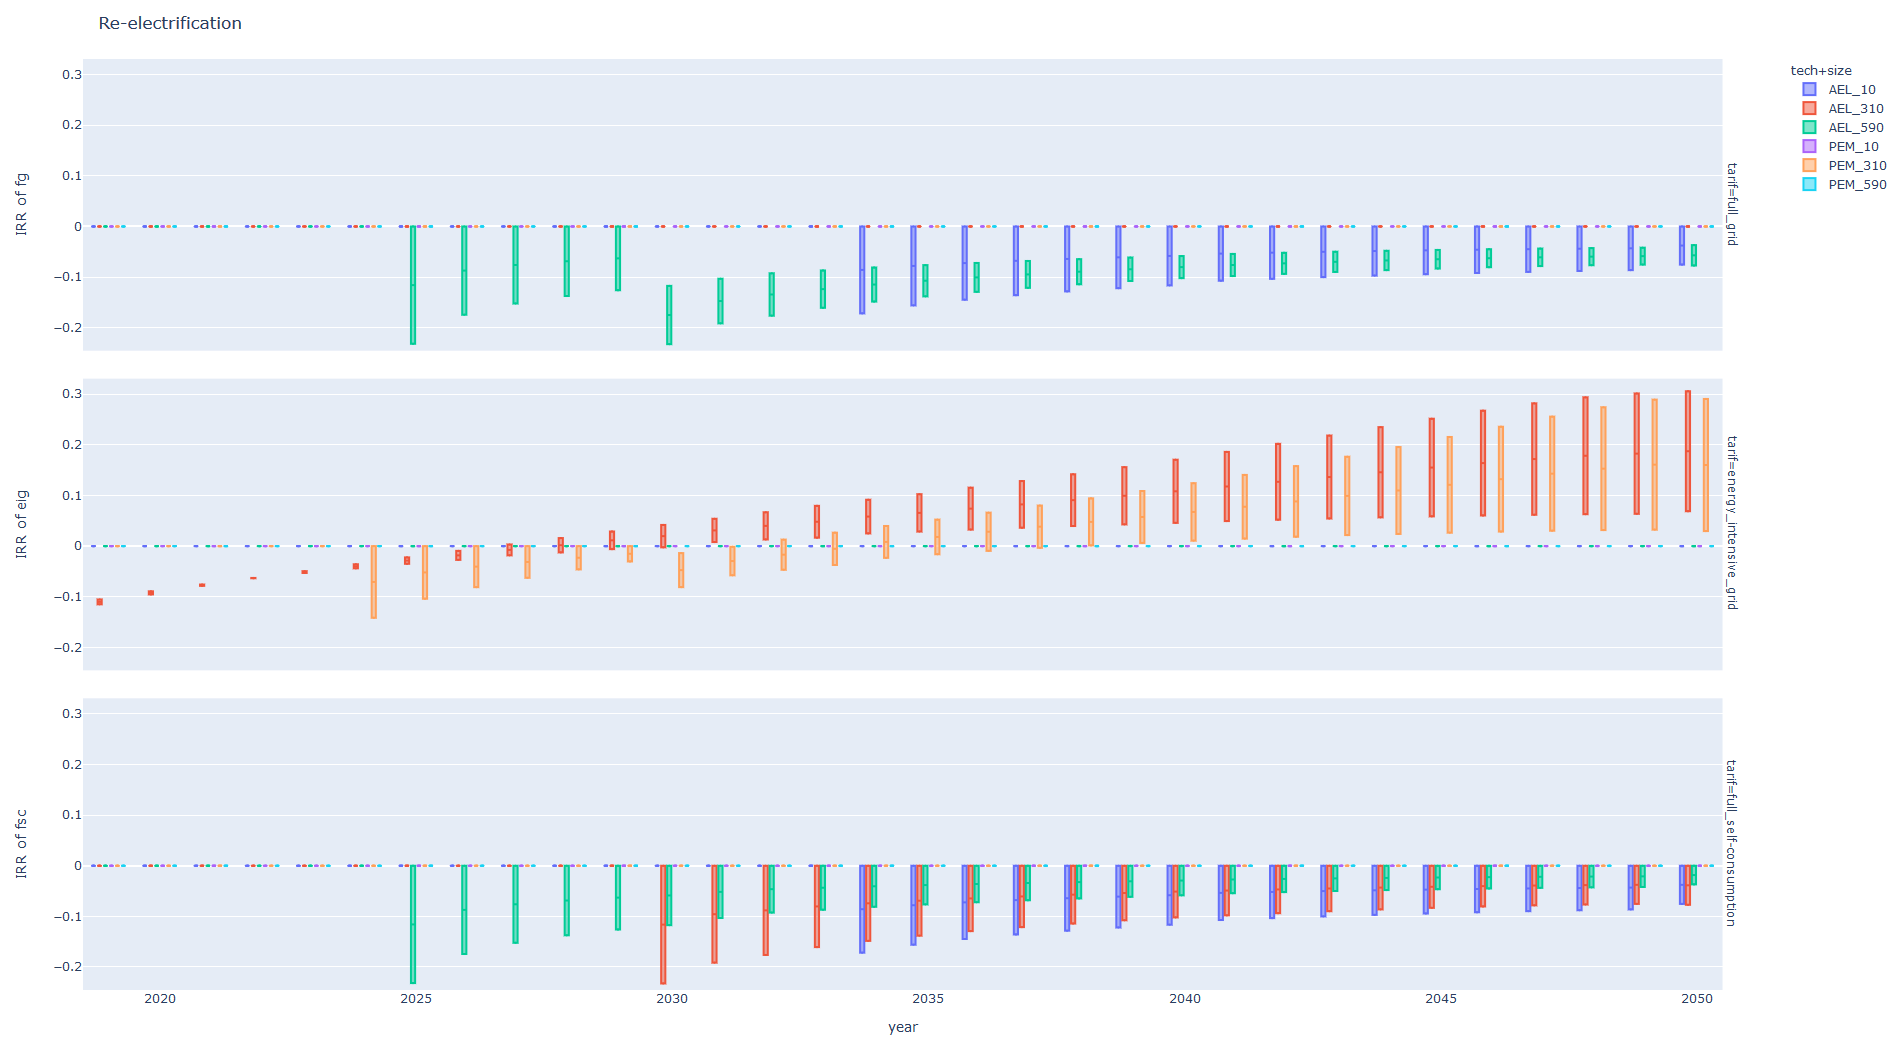 Re-electrification
tech+size
AEL_10
AEL_310
AEL_590
PEM_10
PEM_310
PEM_590
IRR of fg
0.3
0.2
0.1
0
−0.1
−0.2
tarif=full_grid
IRR of eig
0.3
0.2
0.1
0
−0.1
−0.2
tarif=energy_intensive_grid
IRR of fsc
0.3
0.2
0.1
0
−0.1
−0.2
tarif=full_self-consumption
2020 2025 2030 2035 2040 2045 2050
year